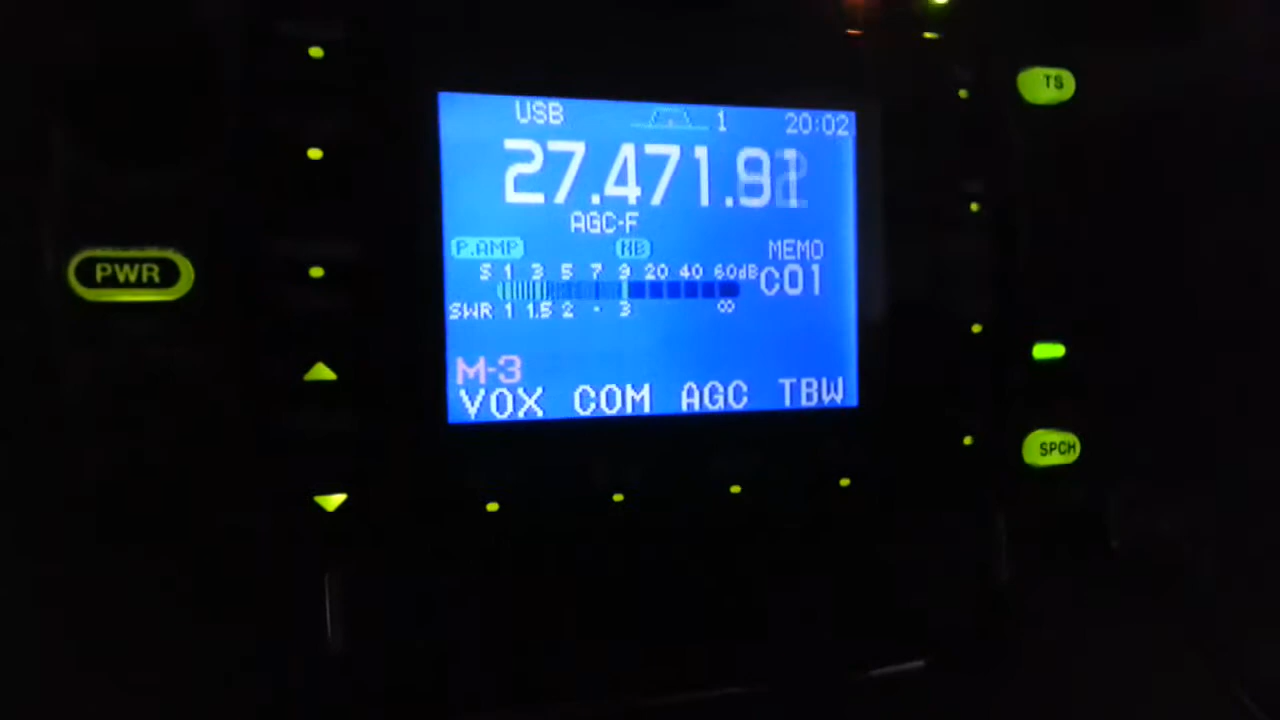 TS
USB 1 20:02
27.471.91
AGC-F
P.AMP NB MEMO
PWR
S 1 3 5 7 9 20 40 60dB c01
SWR 1 1.5 2 - 3 ∞
M-3
VOX COM AGC TBW
SPCH